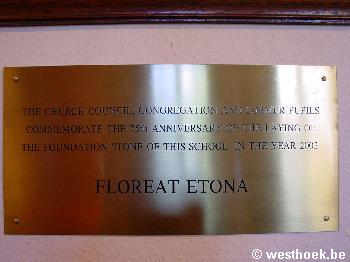 THE CHURCH COUNCIL, CONGREGATION AND FORMER PUPILS
COMMEMORATE THE 75th ANNIVERSARY OF THE LAYING OF
THE FOUNDATION STONE OF THIS SCHOOL IN THE YEAR 2002
FLOREAT ETONA
© westhoek.be